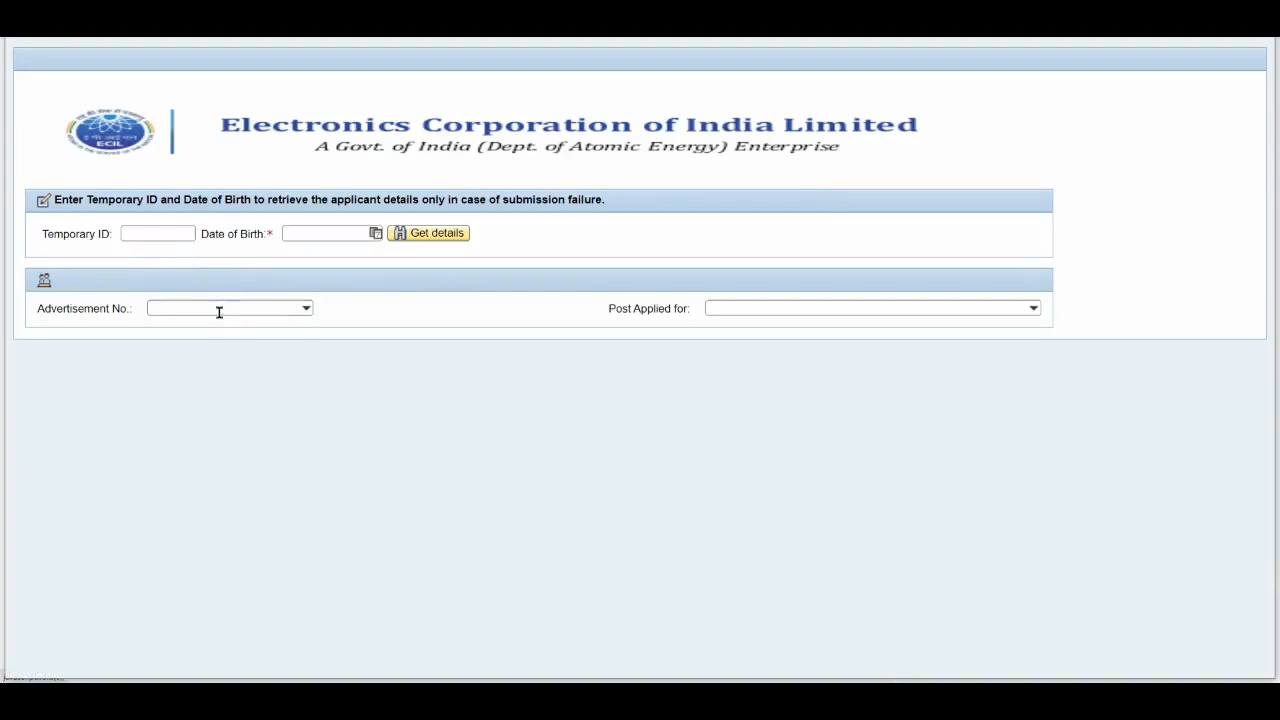 Electronics Corporation of India Limited
A Govt. of India (Dept. of Atomic Energy) Enterprise
ECIL
Enter Temporary ID and Date of Birth to retrieve the applicant details only in case of submission failure.
Temporary ID: Date of Birth:* Get details
Advertisement No.: Post Applied for: